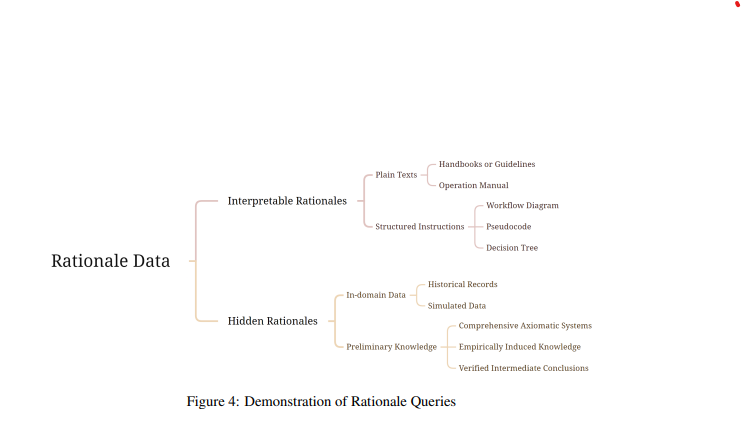 Rationale Data
Interpretable Rationales
Plain Texts
Handbooks or Guidelines
Operation Manual
Structured Instructions
Workflow Diagram
Pseudocode
Decision Tree
Hidden Rationales
In-domain Data
Historical Records
Simulated Data
Preliminary Knowledge
Comprehensive Axiomatic Systems
Empirically Induced Knowledge
Verified Intermediate Conclusions
Figure 4: Demonstration of Rationale Queries